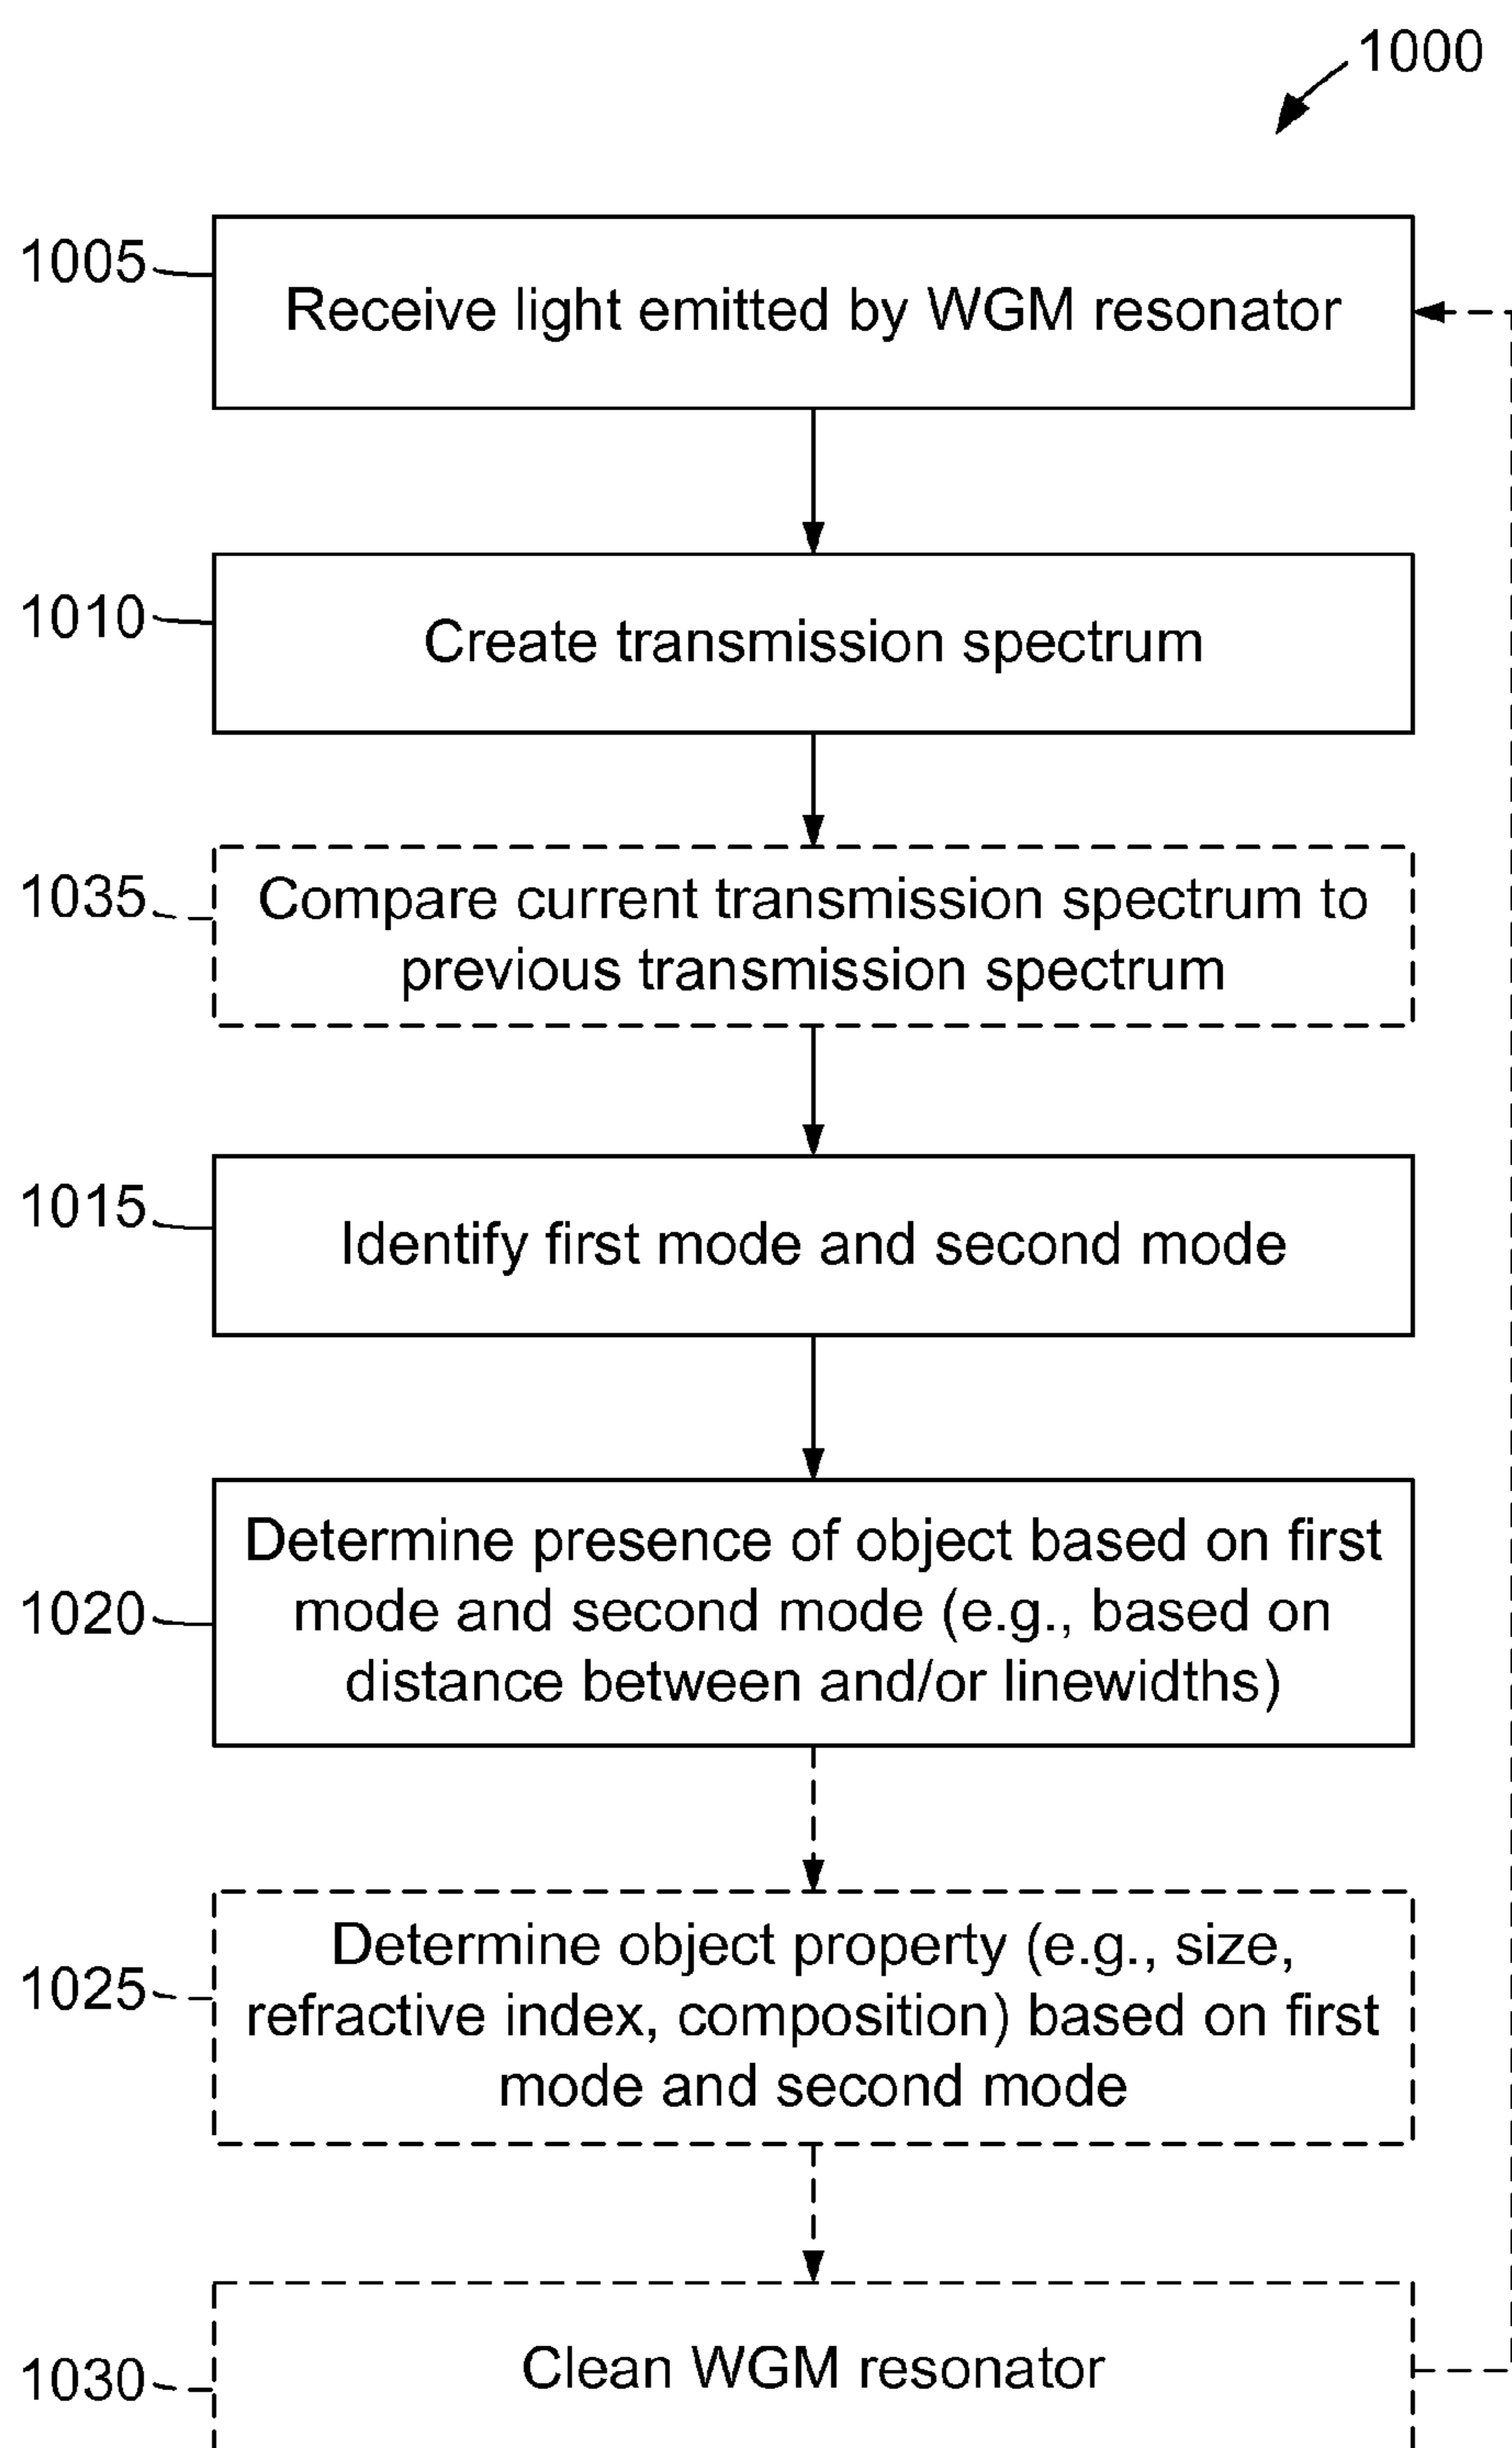 1000
1005
Receive light emitted by WGM resonator
1010
Create transmission spectrum
1035
Compare current transmission spectrum to
previous transmission spectrum
1015
Identify first mode and second mode
1020
Determine presence of object based on first
mode and second mode (e.g., based on
distance between and/or linewidths)
1025
Determine object property (e.g., size,
refractive index, composition) based on first
mode and second mode
1030
Clean WGM resonator